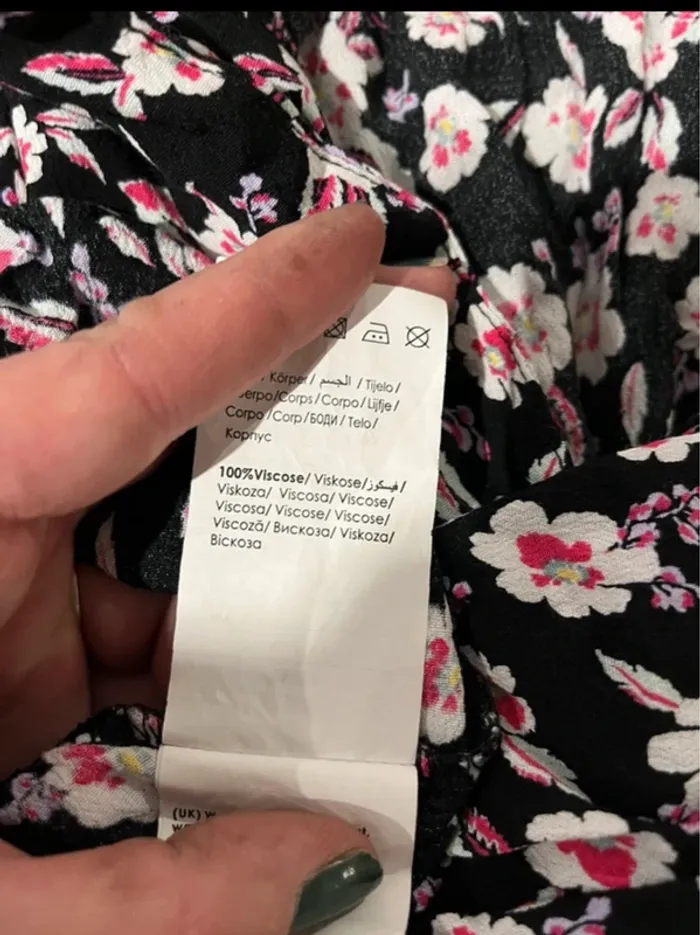 Körper/ الجسم / Tijelo/
/Corps/Corpo/Lijfje/
Corpo/Corp/БОДИ/Telo/
Корпус
100%Viscose/ Viskose/فيسكوز/
Viskoza/ Viscosa/ Viscose/
Viscosa/ Viscose/ Viscose/
Viscoză/ Вискоза/ Viskoza/
Віскоза
(UK)